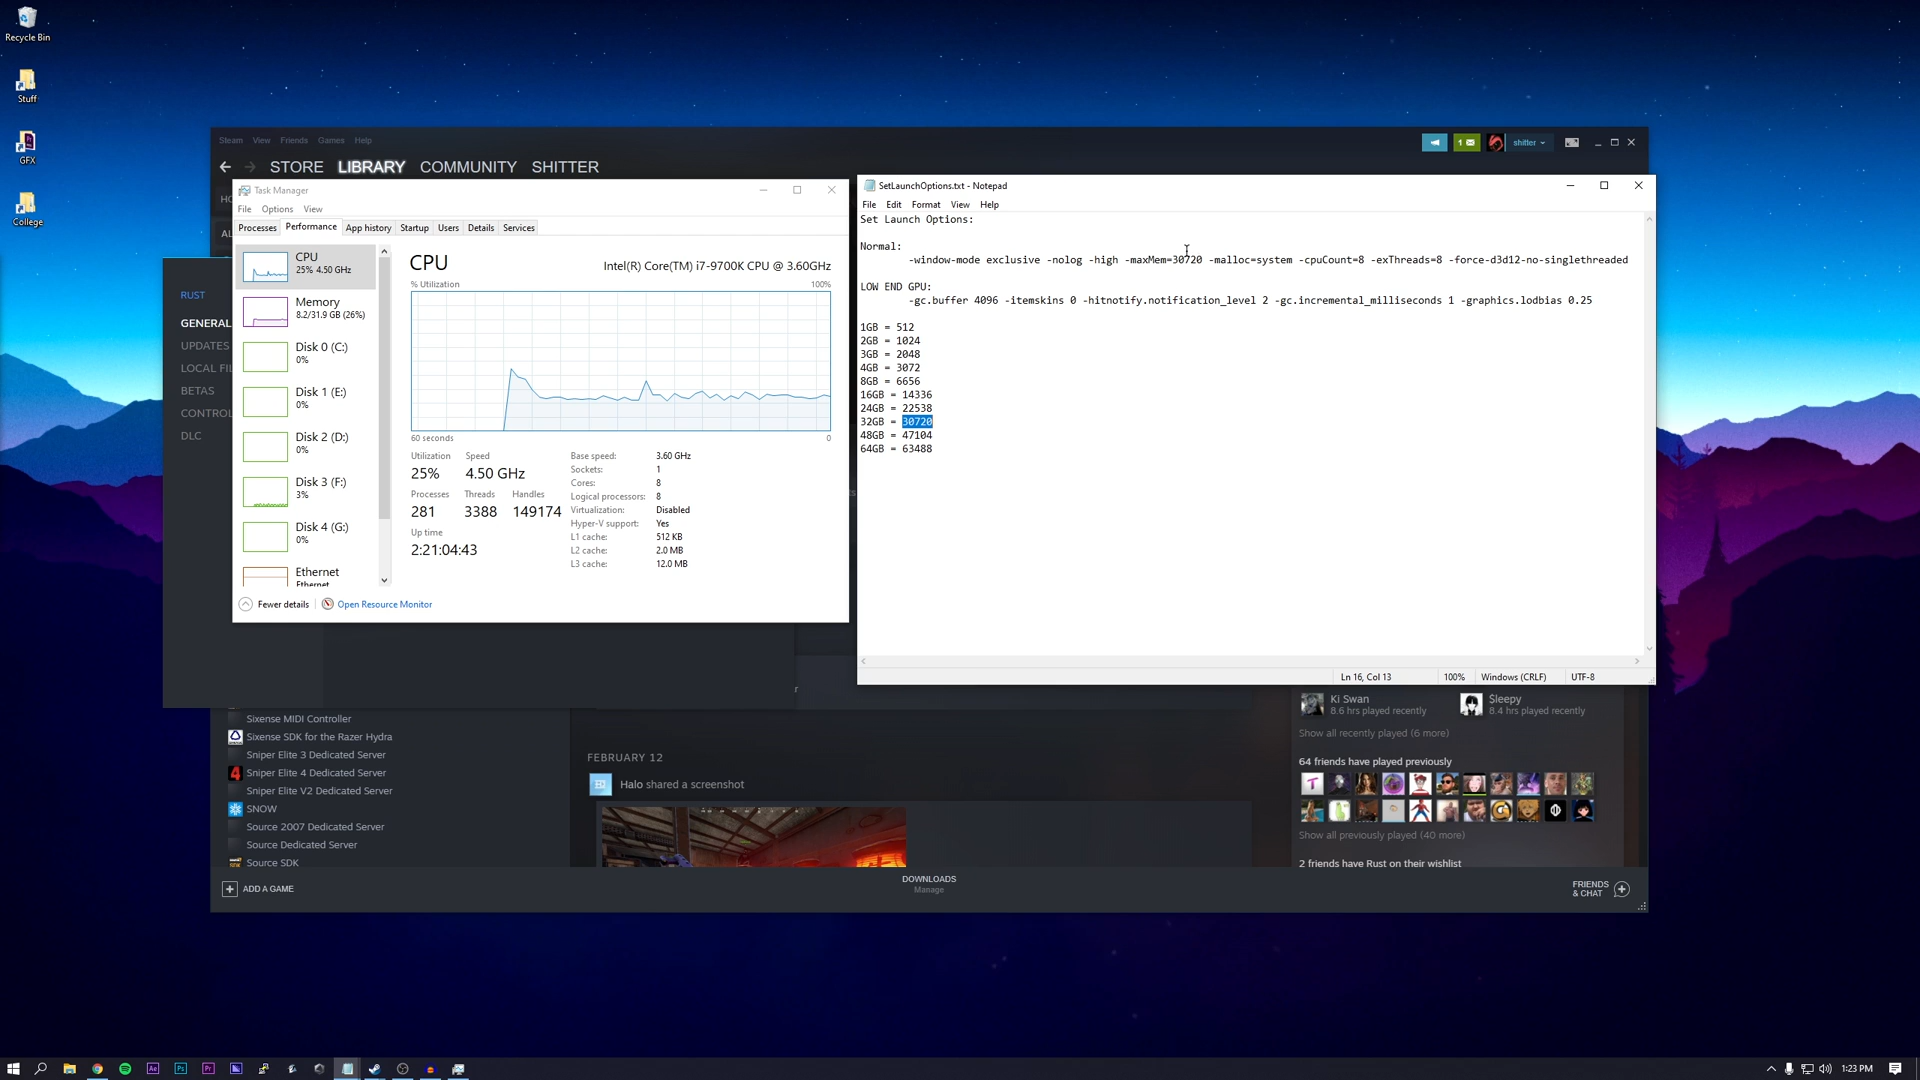 Recycle Bin
Stuff
GFX
College
Steam View Friends Games Help
1
shitter
STORE LIBRARY COMMUNITY SHITTER
Task Manager
File Options View
Processes Performance App history Startup Users Details Services
CPU
25% 4.50 GHz
Memory
8.2/31.9 GB (26%)
Disk 0 (C:)
0%
Disk 1 (E:)
0%
Disk 2 (D:)
0%
Disk 3 (F:)
3%
Disk 4 (G:)
0%
Ethernet
Ethernet
CPU
Intel(R) Core(TM) i7-9700K CPU @ 3.60GHz
% Utilization 100%
60 seconds 0
Utilization Speed
25% 4.50 GHz
Processes Threads Handles
281 3388 149174
Up time
2:21:04:43
Base speed: 3.60 GHz
Sockets: 1
Cores: 8
Logical processors: 8
Virtualization: Disabled
Hyper-V support: Yes
L1 cache: 512 KB
L2 cache: 2.0 MB
L3 cache: 12.0 MB
Fewer details Open Resource Monitor
RUST
GENERAL
UPDATES
LOCAL FIL
BETAS
CONTROL
DLC
SetLaunchOptions.txt - Notepad
File Edit Format View Help
Set Launch Options:
Normal:
-window-mode exclusive -nolog -high -maxMem=30720 -malloc=system -cpuCount=8 -exThreads=8 -force-d3d12-no-singlethreaded
LOW END GPU:
-gc.buffer 4096 -itemskins 0 -hitnotify.notification_level 2 -gc.incremental_milliseconds 1 -graphics.lodbias 0.25
1GB = 512
2GB = 1024
3GB = 2048
4GB = 3072
8GB = 6656
16GB = 14336
24GB = 22538
32GB = 30720
48GB = 47104
64GB = 63488
Ln 16, Col 13 100% Windows (CRLF) UTF-8
Sixense MIDI Controller
Sixense SDK for the Razer Hydra
Sniper Elite 3 Dedicated Server
Sniper Elite 4 Dedicated Server
Sniper Elite V2 Dedicated Server
SNOW
Source 2007 Dedicated Server
Source Dedicated Server
Source SDK
FEBRUARY 12
Halo shared a screenshot
Ki Swan
8.6 hrs played recently
$leepy
8.4 hrs played recently
Show all recently played (6 more)
64 friends have played previously
Show all previously played (40 more)
2 friends have Rust on their wishlist
ADD A GAME
DOWNLOADS
Manage
FRIENDS
& CHAT
1:23 PM